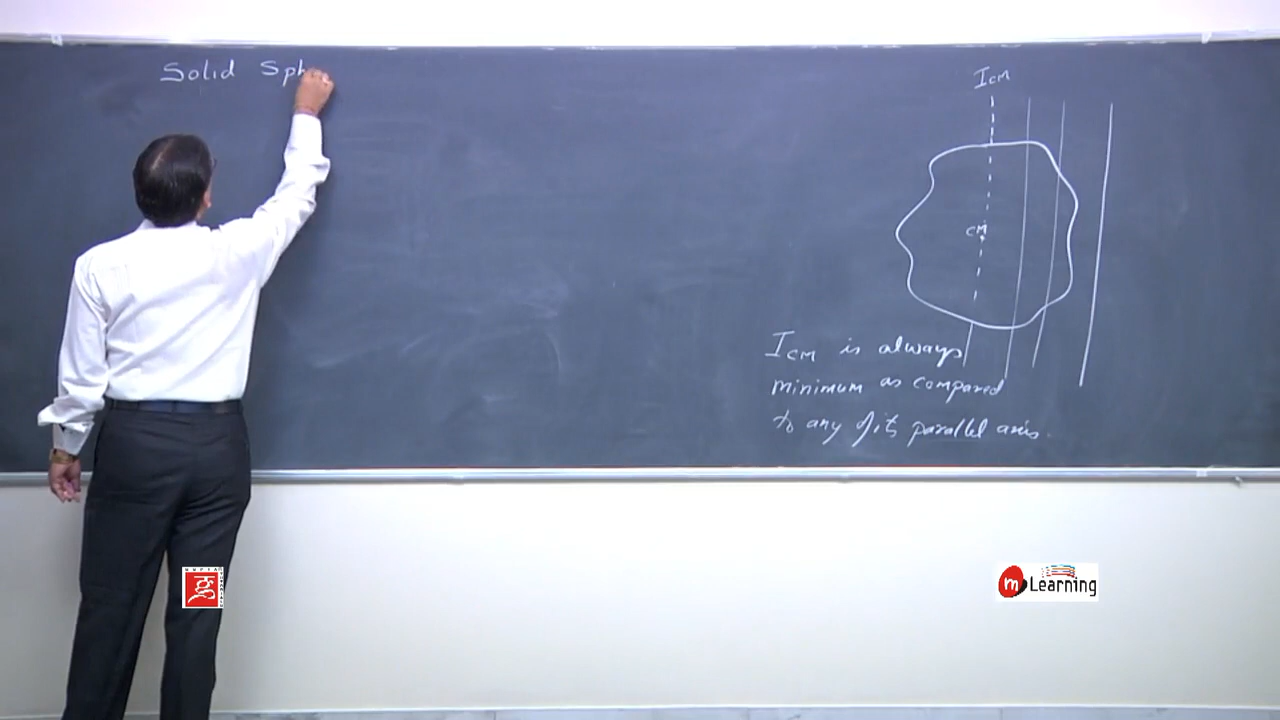 Solid Sph
ICM
CM
ICM is always
minimum as compared
to any of its parallel axis.
m Learning